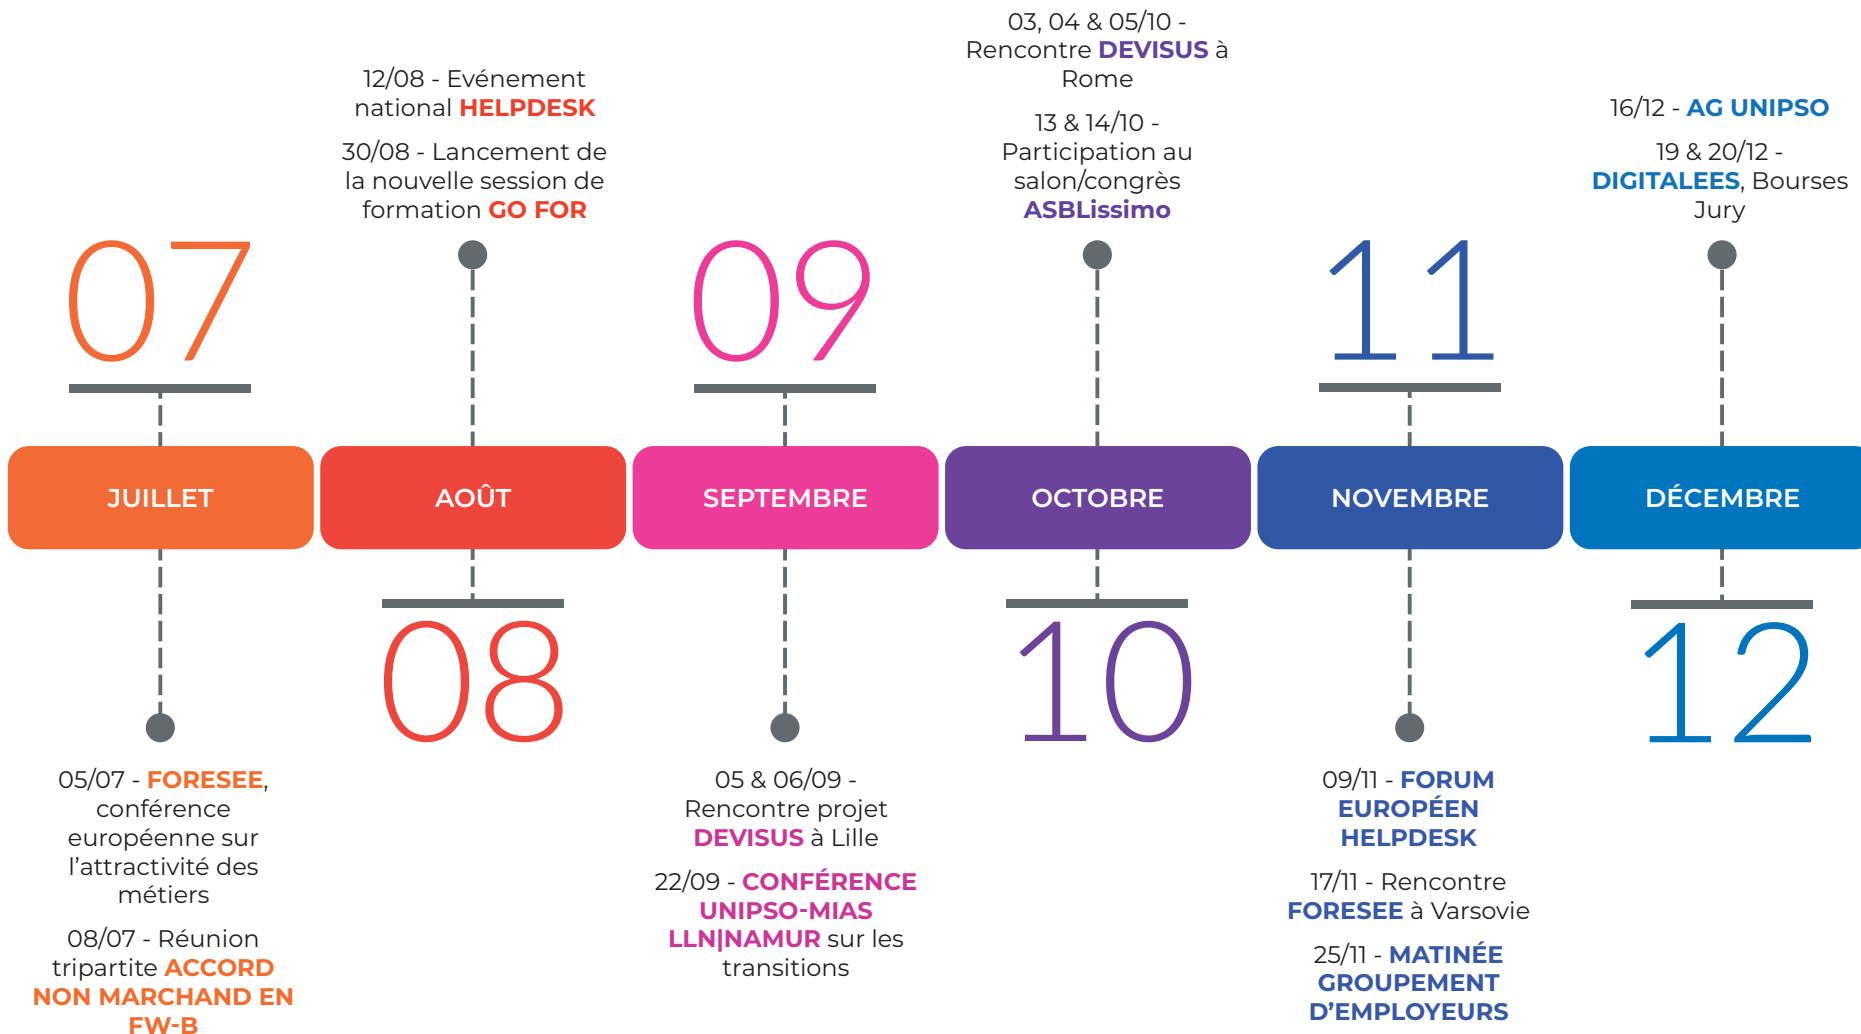 03, 04 & 05/10 -
Rencontre DEVISUS à
Rome
13 & 14/10 -
Participation au
salon/congrès
ASBLissimo
12/08 - Evénement
national HELPDESK
30/08 - Lancement de
la nouvelle session de
formation GO FOR
16/12 - AG UNIPSO
19 & 20/12 -
DIGITALEES, Bourses
Jury
07
09
11
JUILLET
AOÛT
SEPTEMBRE
OCTOBRE
NOVEMBRE
DÉCEMBRE
08
10
12
05/07 - FORESEE,
conférence
européenne sur
l'attractivité des
métiers
08/07 - Réunion
tripartite ACCORD
NON MARCHAND EN
FW-B
05 & 06/09 -
Rencontre projet
DEVISUS à Lille
22/09 - CONFÉRENCE
UNIPSO-MIAS
LLN|NAMUR sur les
transitions
09/11 - FORUM
EUROPÉEN
HELPDESK
17/11 - Rencontre
FORESEE à Varsovie
25/11 - MATINÉE
GROUPEMENT
D'EMPLOYEURS